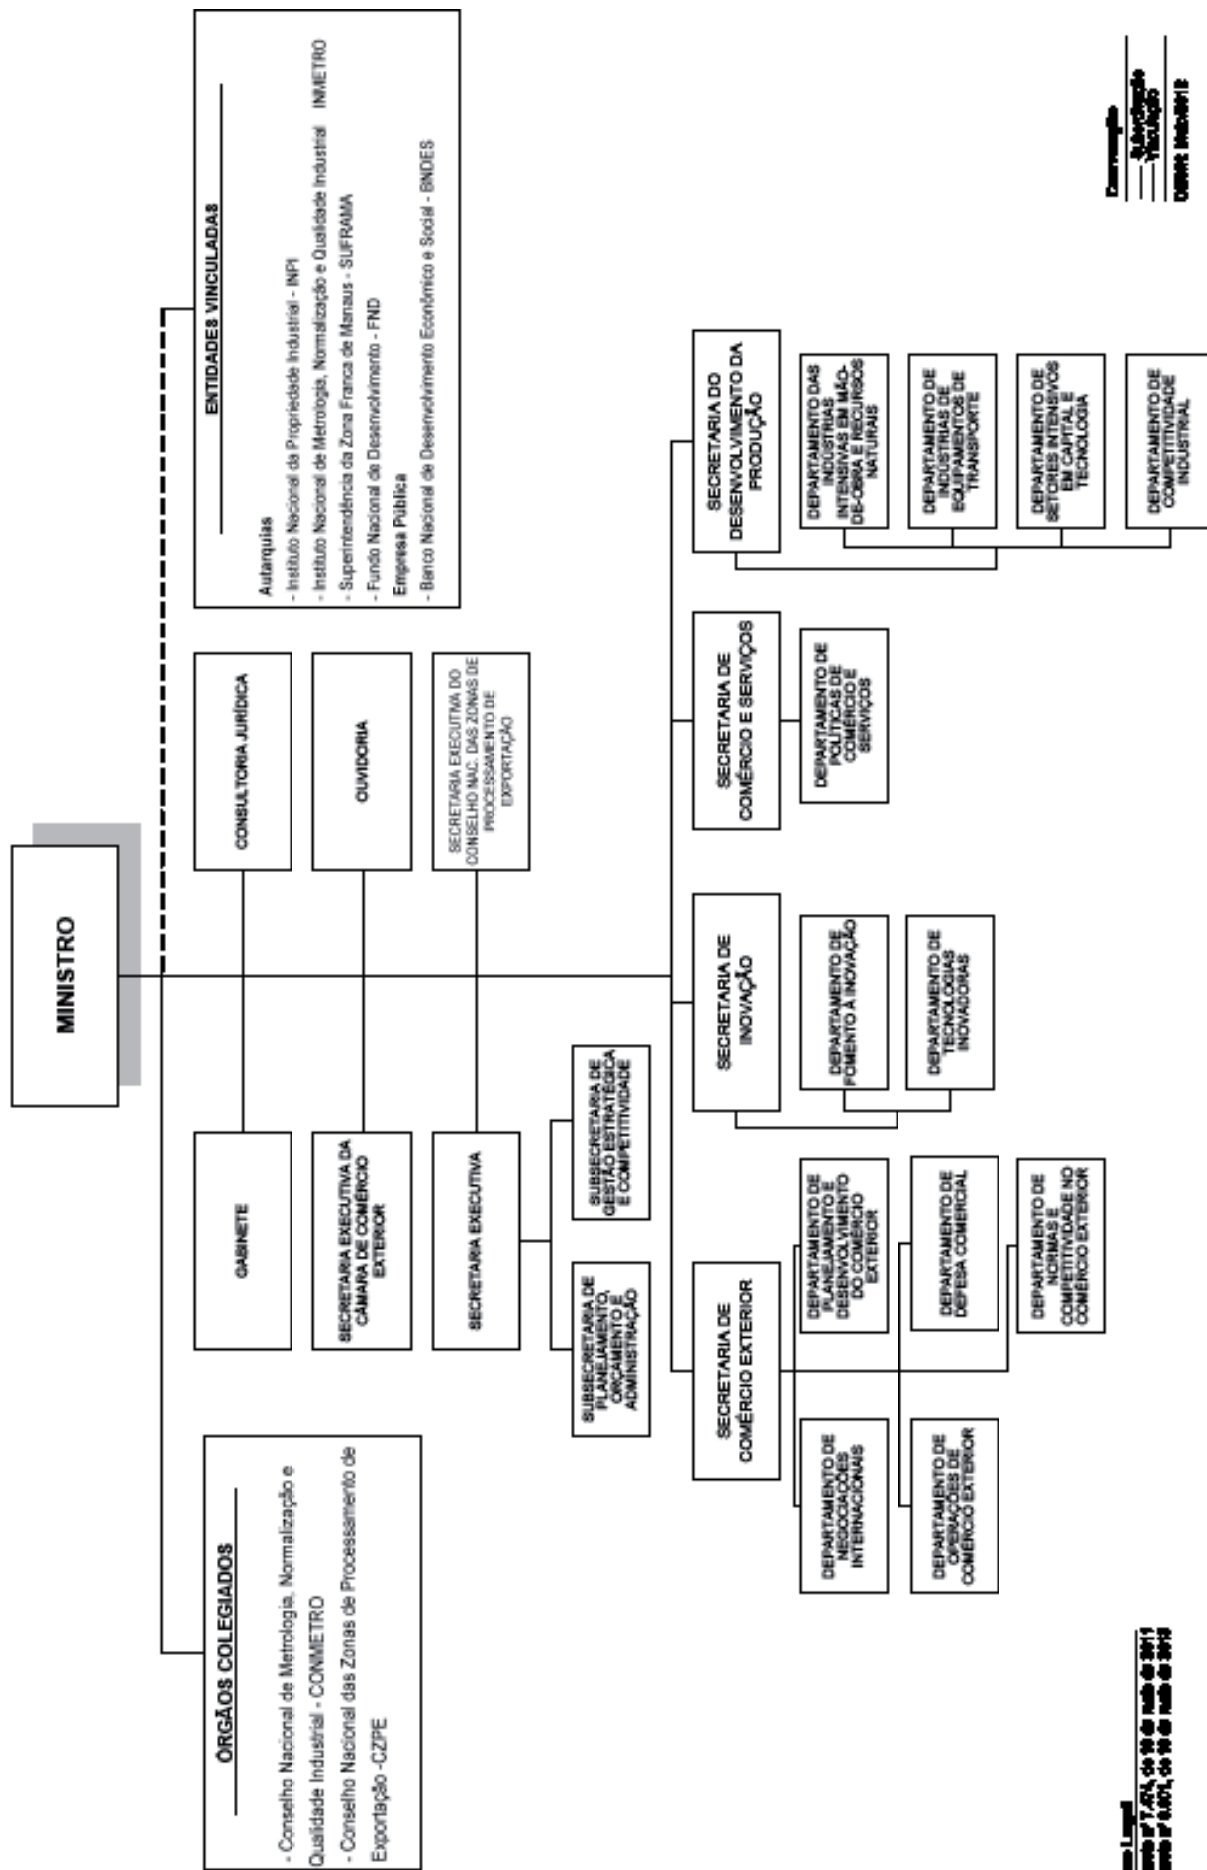 MINISTRO
ÓRGÃOS COLEGIADOS
- Conselho Nacional de Metrologia, Normalização e
Qualidade Industrial - CONMETRO
- Conselho Nacional das Zonas de Processamento de
Exportação -CZPE
GABINETE
CONSULTORIA JURÍDICA
ENTIDADES VINCULADAS
Autarquias
- Instituto Nacional da Propriedade Industrial - INPI
- Instituto Nacional de Metrologia, Normalização e Qualidade Industrial INMETRO
- Superintendência da Zona Franca de Manaus - SUFRAMA
- Fundo Nacional de Desenvolvimento - FND
Empresa Pública
- Banco Nacional de Desenvolvimento Econômico e Social - BNDES
SECRETARIA EXECUTIVA DA
CÂMARA DE COMÉRCIO
EXTERIOR
OUVIDORIA
SECRETARIA EXECUTIVA
SECRETARIA EXECUTIVA DO
CONSELHO NAC. DAS ZONAS DE
PROCESSAMENTO DE
EXPORTAÇÃO
SUBSECRETARIA DE
PLANEJAMENTO,
ORÇAMENTO E
ADMINISTRAÇÃO
SUBSECRETARIA DE
GESTÃO ESTRATÉGICA
E COMPETITIVIDADE
SECRETARIA DE
COMÉRCIO EXTERIOR
SECRETARIA DE
INOVAÇÃO
SECRETARIA DE
COMÉRCIO E SERVIÇOS
SECRETARIA DO
DESENVOLVIMENTO DA
PRODUÇÃO
DEPARTAMENTO DE
NEGOCIAÇÕES
INTERNACIONAIS
DEPARTAMENTO DE
PLANEJAMENTO E
DESENVOLVIMENTO
DO COMÉRCIO
EXTERIOR
DEPARTAMENTO DE
OPERAÇÕES DE
COMÉRCIO EXTERIOR
DEPARTAMENTO DE
DEFESA COMERCIAL
DEPARTAMENTO DE
NORMAS E
COMPETITIVIDADE NO
COMÉRCIO EXTERIOR
DEPARTAMENTO DE
FOMENTO À INOVAÇÃO
DEPARTAMENTO DE
TECNOLOGIAS
INOVADORAS
DEPARTAMENTO DE
POLÍTICAS DE
COMÉRCIO E
SERVIÇOS
DEPARTAMENTO DAS
INDÚSTRIAS
INTENSIVAS EM MÃO-
DE-OBRA E RECURSOS
NATURAIS
DEPARTAMENTO DE
INDÚSTRIAS DE
EQUIPAMENTOS DE
TRANSPORTE
DEPARTAMENTO DE
SETORES INTENSIVOS
EM CAPITAL E
TECNOLOGIA
DEPARTAMENTO DE
COMPETITIVIDADE
INDUSTRIAL
Subordinação
Vinculação